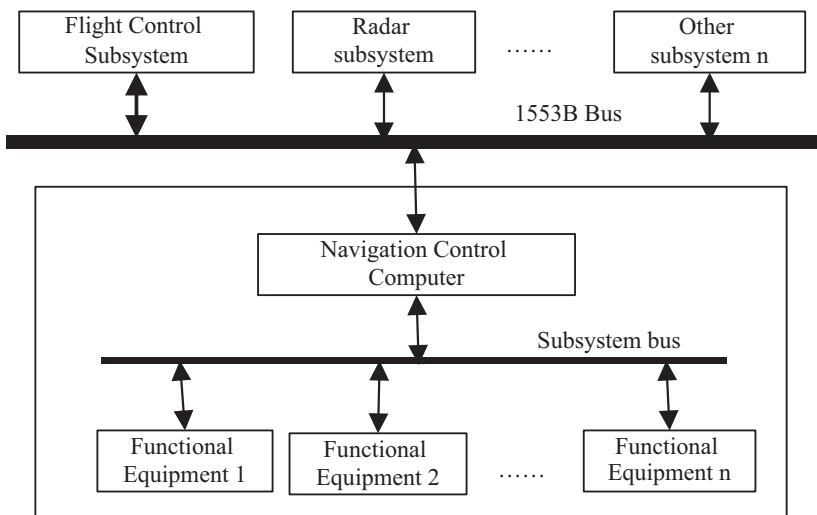 Flight Control
Subsystem
Radar
subsystem
……
Other
subsystem n
1553B Bus
Navigation Control
Computer
Subsystem bus
Functional
Equipment 1
Functional
Equipment 2
……
Functional
Equipment n